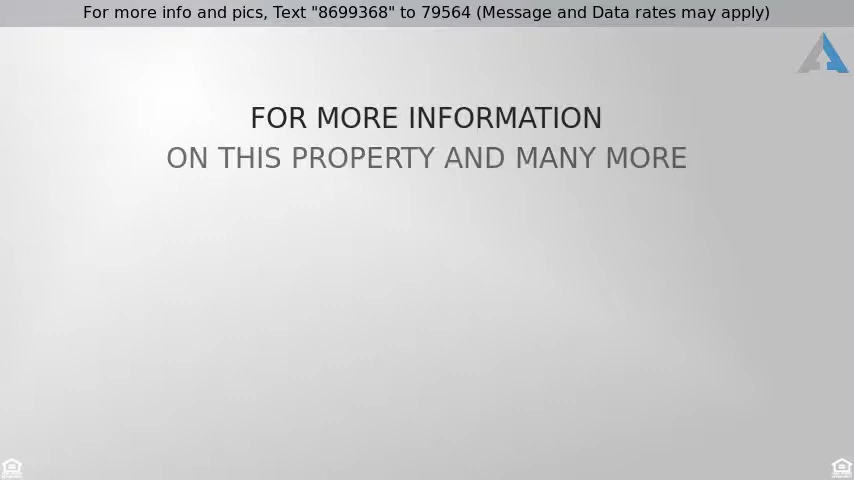 For more info and pics, Text "8699368" to 79564 (Message and Data rates may apply)
FOR MORE INFORMATION
ON THIS PROPERTY AND MANY MORE